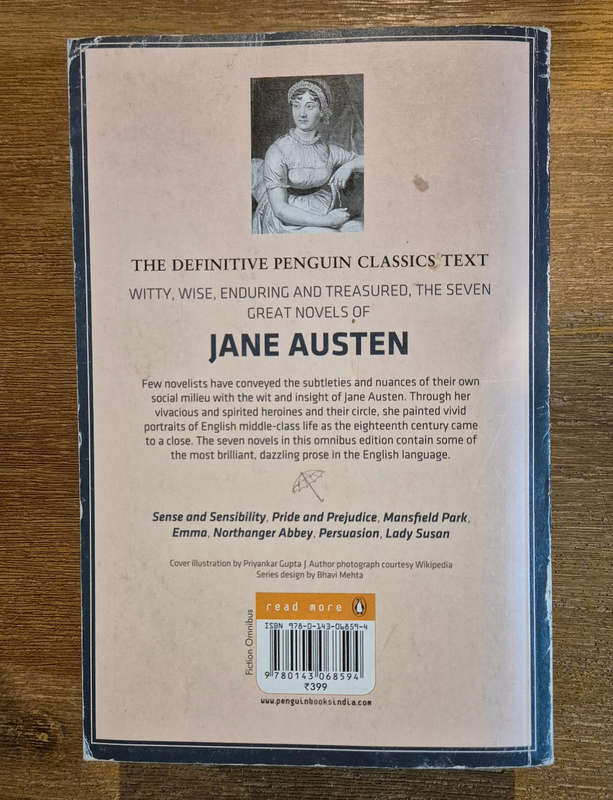 THE DEFINITIVE PENGUIN CLASSICS TEXT
WITTY, WISE, ENDURING AND TREASURED, THE SEVEN
GREAT NOVELS OF
JANE AUSTEN
Few novelists have conveyed the subtleties and nuances of their own
social milieu with the wit and insight of Jane Austen. Through her
vivacious and spirited heroines and their circle, she painted vivid
portraits of English middle-class life as the eighteenth century came
to a close. The seven novels in this omnibus edition contain some of
the most brilliant, dazzling prose in the English language.
Sense and Sensibility, Pride and Prejudice, Mansfield Park,
Emma, Northanger Abbey, Persuasion, Lady Susan
Cover illustration by Priyankar Gupta | Author photograph courtesy Wikipedia
Series design by Bhavi Mehta
read more
Fiction Omnibus
ISBN 978-0-143-06859-4
9 780143 068594
₹399
www.penguinbooksindia.com